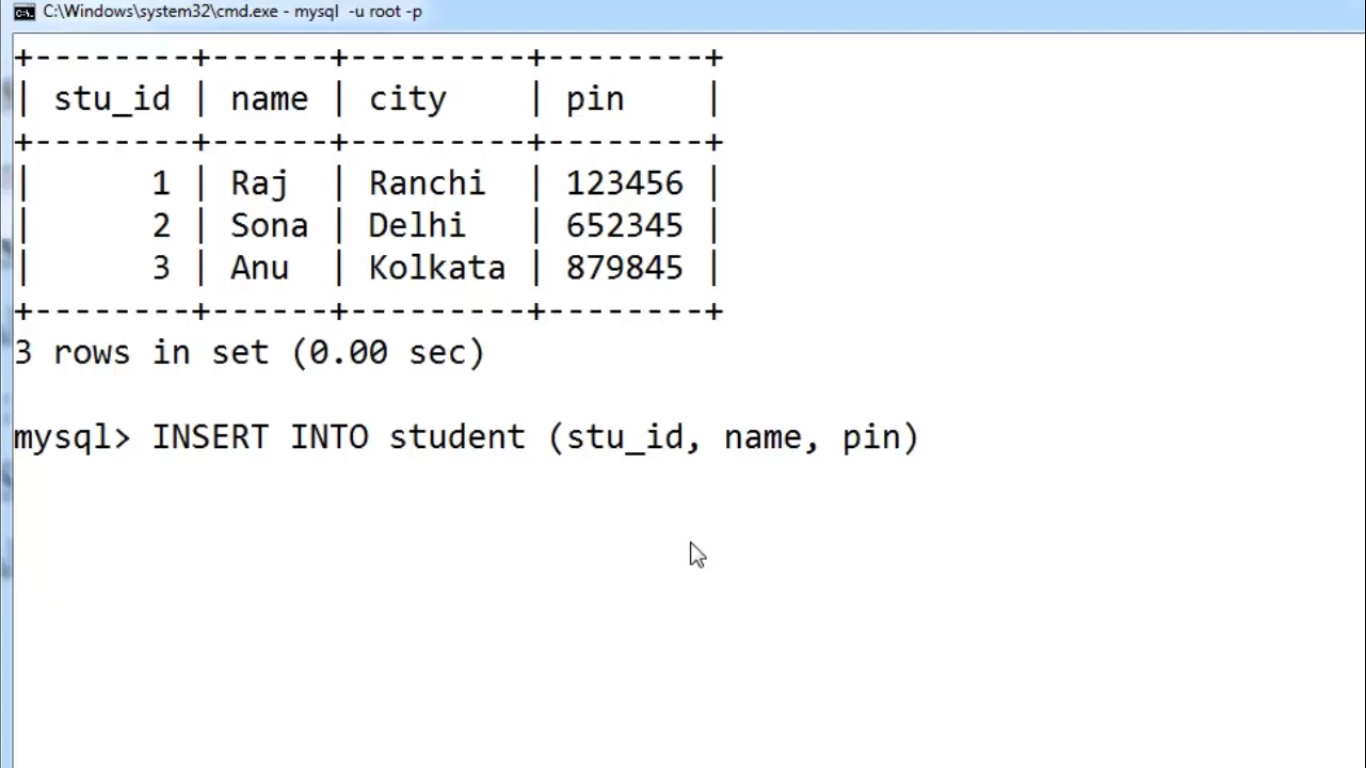 C:\Windows\system32\cmd.exe - mysql -u root -p
+--------+------+---------+--------+
| stu_id | name | city    | pin    |
+--------+------+---------+--------+
|      1 | Raj  | Ranchi  | 123456 |
|      2 | Sona | Delhi   | 652345 |
|      3 | Anu  | Kolkata | 879845 |
+--------+------+---------+--------+
3 rows in set (0.00 sec)
mysql> INSERT INTO student (stu_id, name, pin)